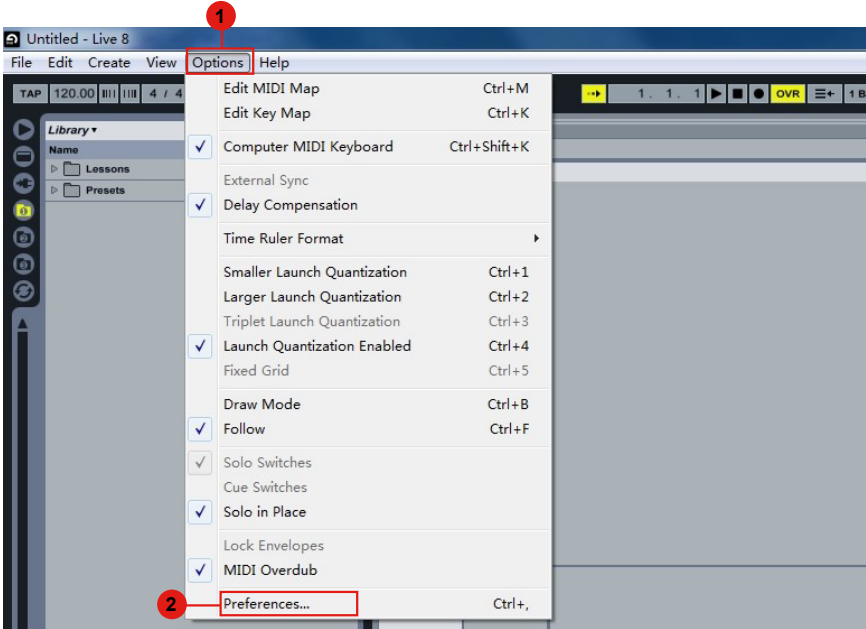 1
Untitled - Live 8
File Edit Create View Options Help
TAP 120.00 4 / 4 1. 1. 1 OVR 1 B
Library
Name
Lessons
Presets
Edit MIDI Map Ctrl+M
Edit Key Map Ctrl+K
Computer MIDI Keyboard Ctrl+Shift+K
External Sync
Delay Compensation
Time Ruler Format
Smaller Launch Quantization Ctrl+1
Larger Launch Quantization Ctrl+2
Triplet Launch Quantization Ctrl+3
Launch Quantization Enabled Ctrl+4
Fixed Grid Ctrl+5
Draw Mode Ctrl+B
Follow Ctrl+F
Solo Switches
Cue Switches
Solo in Place
Lock Envelopes
MIDI Overdub
2 Preferences... Ctrl+,